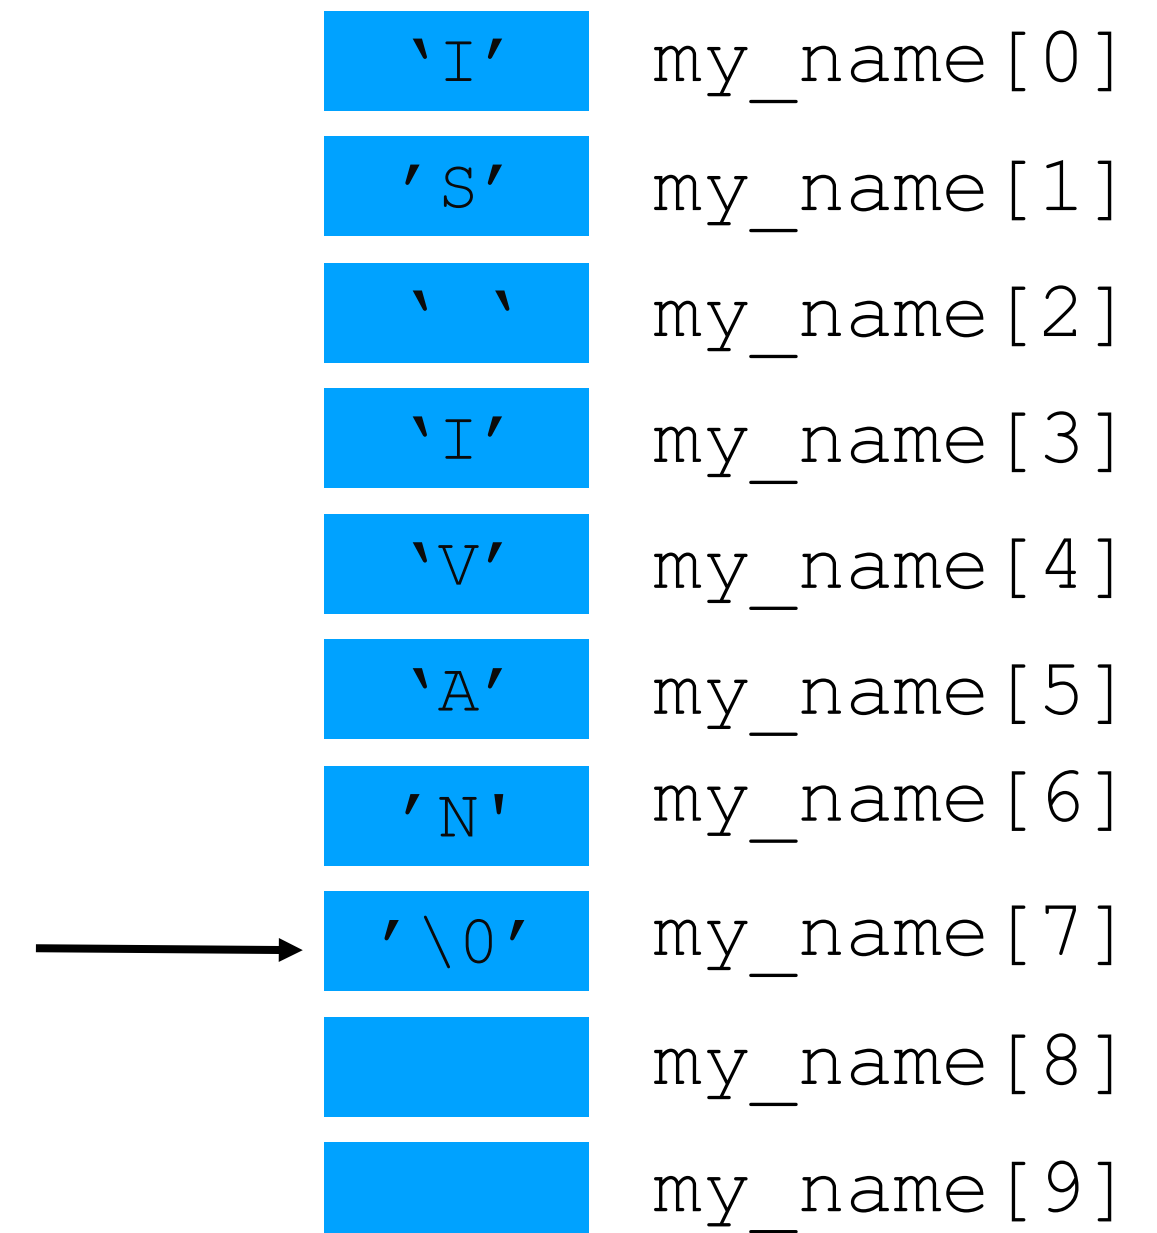 ‘I’ my_name[0]
’S’ my_name[1]
‘ ‘ my_name[2]
‘I’ my_name[3]
‘V’ my_name[4]
‘A’ my_name[5]
’N' my_name[6]
’\0’ my_name[7]
my_name[8]
my_name[9]